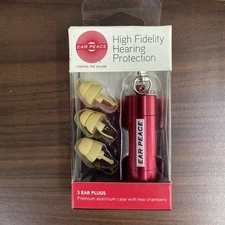 EAR PEACE
CONTROL THE VOLUME
High Fidelity
Hearing
Protection
EAR PEACE
3 EAR PLUGS
Premium aluminum case with two chambers